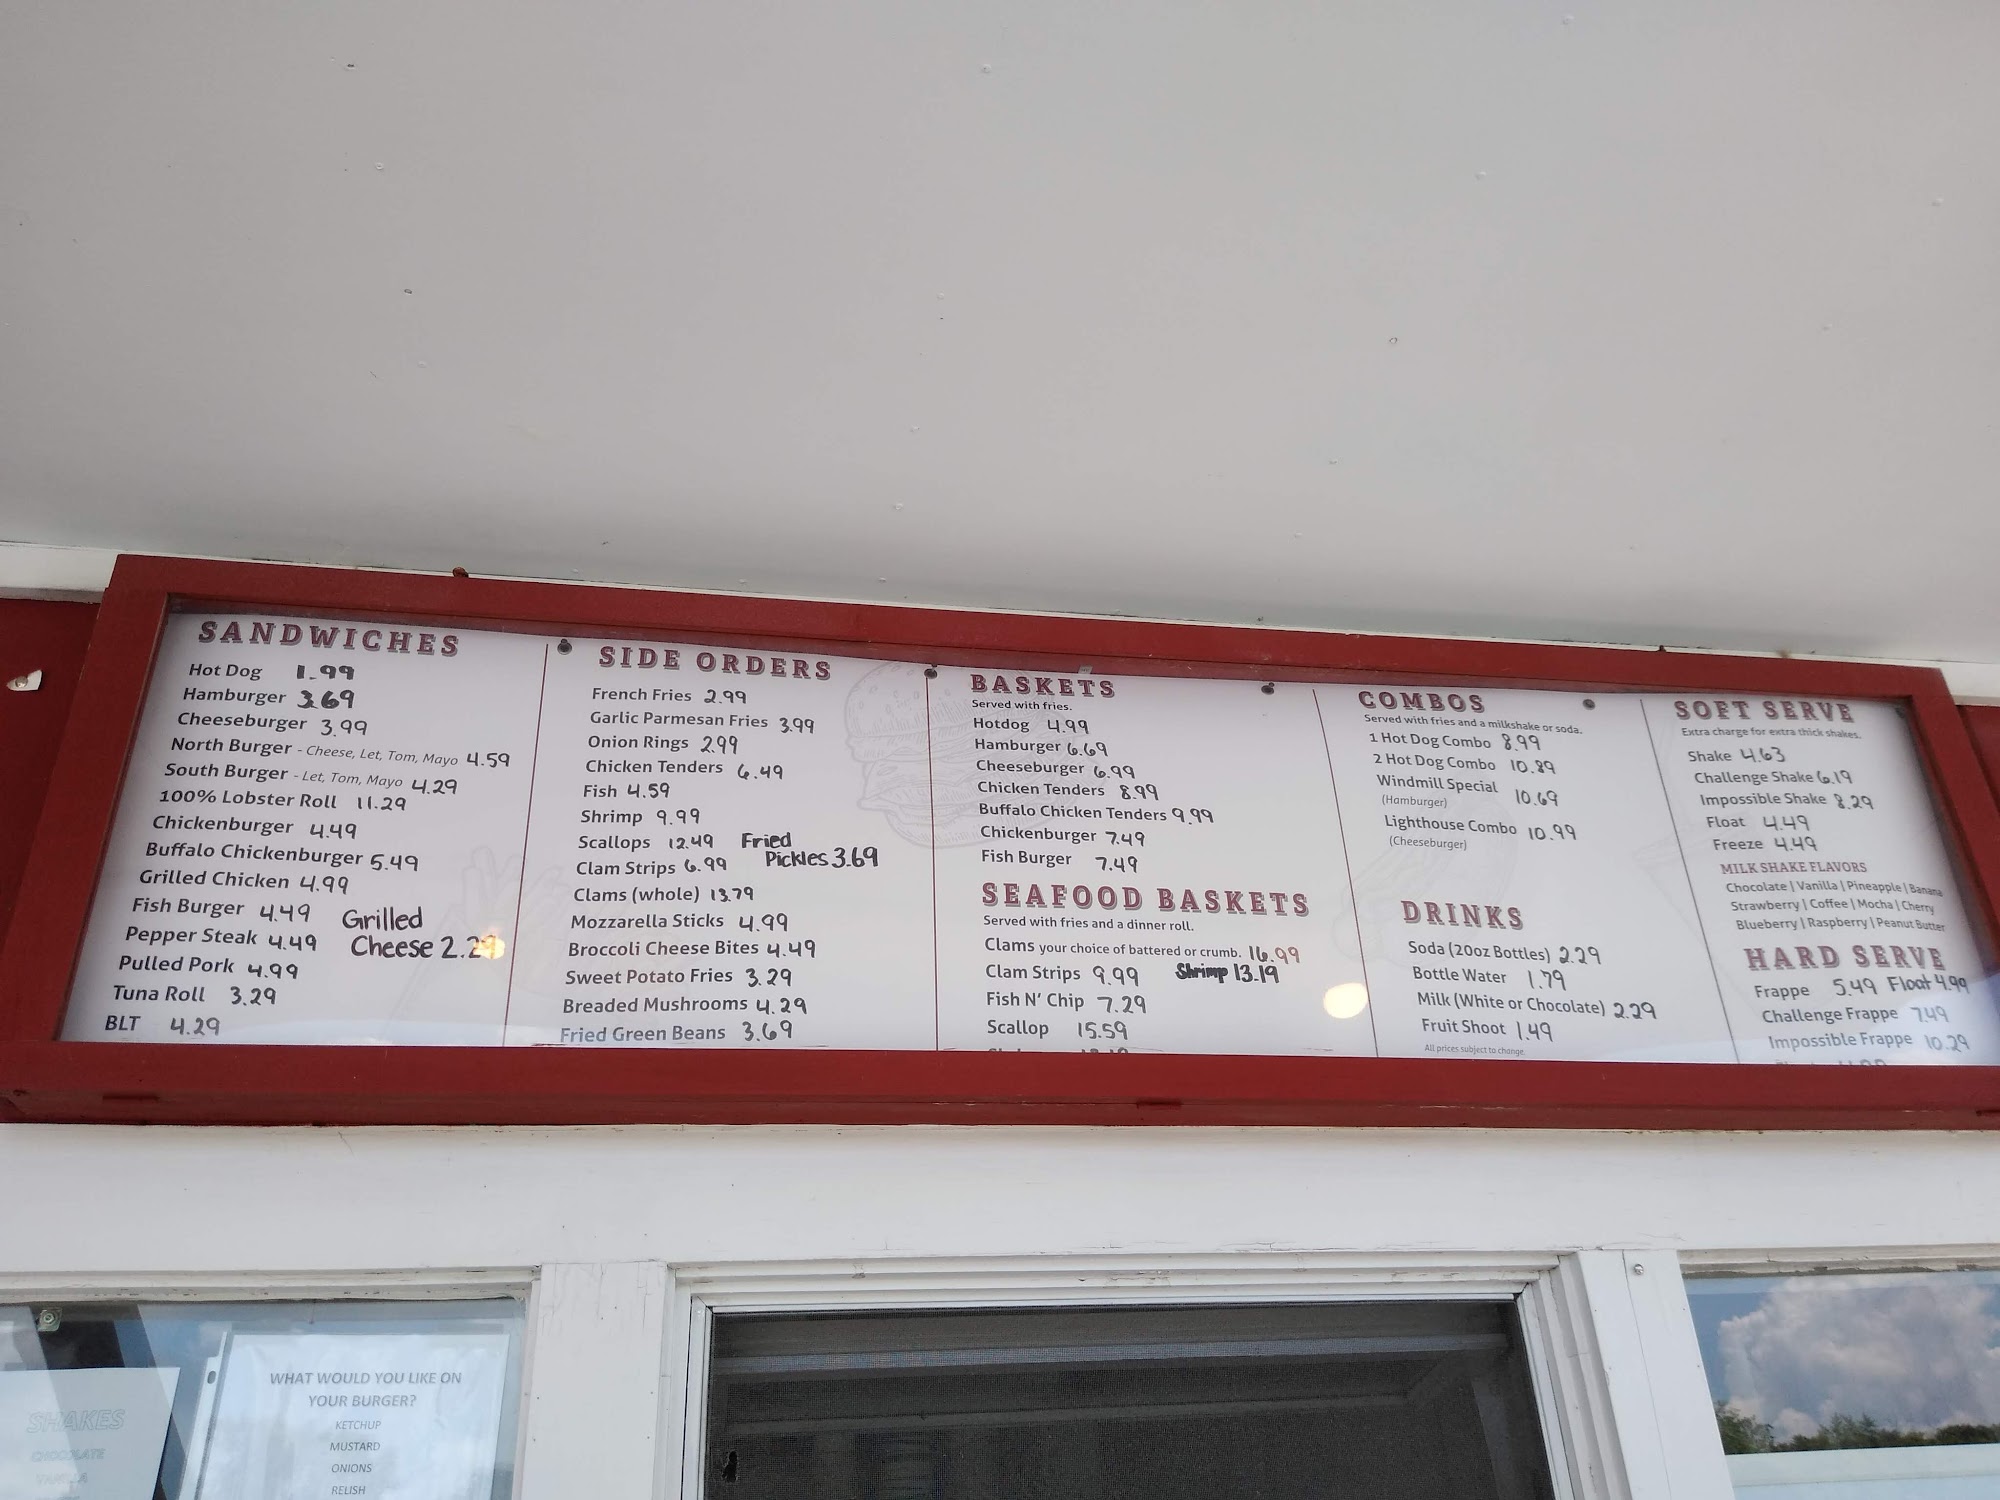 SANDWICHES
Hot Dog 1.99
Hamburger 3.69
Cheeseburger 3.99
North Burger - Cheese, Let, Tom, Mayo 4.59
South Burger - Let, Tom, Mayo 4.29
100% Lobster Roll 11.29
Chickenburger 4.49
Buffalo Chickenburger 5.49
Grilled Chicken 4.99
Fish Burger 4.49
Pepper Steak 4.49
Pulled Pork 4.99
Tuna Roll 3.29
BLT 4.29
Grilled
Cheese 2.29
SIDE ORDERS
French Fries 2.99
Garlic Parmesan Fries 3.99
Onion Rings 2.99
Chicken Tenders 6.49
Fish 4.59
Shrimp 9.99
Scallops 12.49
Clam Strips 6.99
Clams (whole) 13.79
Mozzarella Sticks 4.99
Broccoli Cheese Bites 4.49
Sweet Potato Fries 3.29
Breaded Mushrooms 4.29
Fried Green Beans 3.69
Fried
Pickles 3.69
BASKETS
Served with fries.
Hotdog 4.99
Hamburger 6.69
Cheeseburger 6.99
Chicken Tenders 8.99
Buffalo Chicken Tenders 9.99
Chickenburger 7.49
Fish Burger 7.49
SEAFOOD BASKETS
Served with fries and a dinner roll.
Clams your choice of battered or crumb. 16.99
Clam Strips 9.99 Shrimp 13.19
Fish N' Chip 7.29
Scallop 15.59
COMBOS
Served with fries and a milkshake or soda.
1 Hot Dog Combo 8.99
2 Hot Dog Combo 10.89
Windmill Special 10.69
(Hamburger)
Lighthouse Combo 10.99
(Cheeseburger)
DRINKS
Soda (20oz Bottles) 2.29
Bottle Water 1.79
Milk (White or Chocolate) 2.29
Fruit Shoot 1.49
All prices subject to change.
SOFT SERVE
Extra charge for extra thick shakes.
Shake 4.63
Challenge Shake 6.19
Impossible Shake 8.29
Float 4.49
Freeze 4.49
MILK SHAKE FLAVORS
Chocolate | Vanilla | Pineapple | Banana
Strawberry | Coffee | Mocha | Cherry
Blueberry | Raspberry | Peanut Butter
HARD SERVE
Frappe 5.49 Float 4.99
Challenge Frappe 7.49
Impossible Frappe 10.29
WHAT WOULD YOU LIKE ON
YOUR BURGER?
KETCHUP
MUSTARD
ONIONS
RELISH
SHAKES
CHOCOLATE
VANILLA